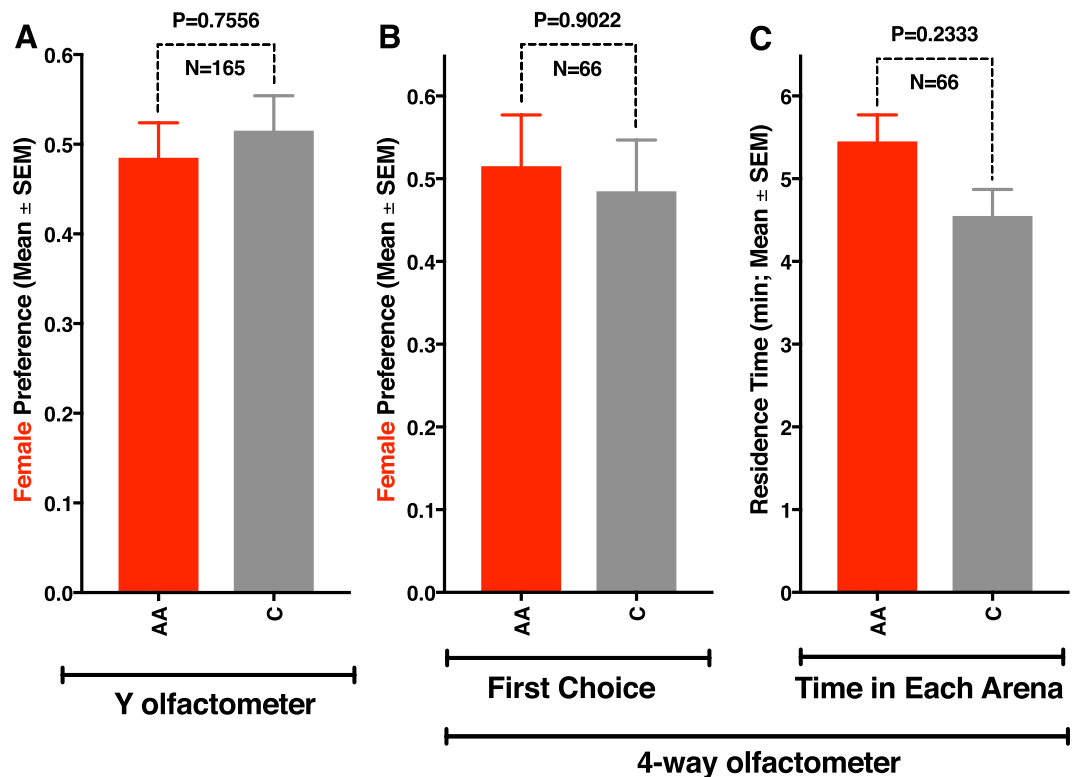 A
P=0.7556
N=165
Female Preference (Mean ± SEM)
0.6
0.5
0.4
0.3
0.2
0.1
0.0
AA
C
Y olfactometer
B
P=0.9022
N=66
Female Preference (Mean ± SEM)
0.6
0.5
0.4
0.3
0.2
0.1
0.0
AA
C
First Choice
C
P=0.2333
N=66
Residence Time (min; Mean ± SEM)
6
5
4
3
2
1
0
AA
C
Time in Each Arena
4-way olfactometer